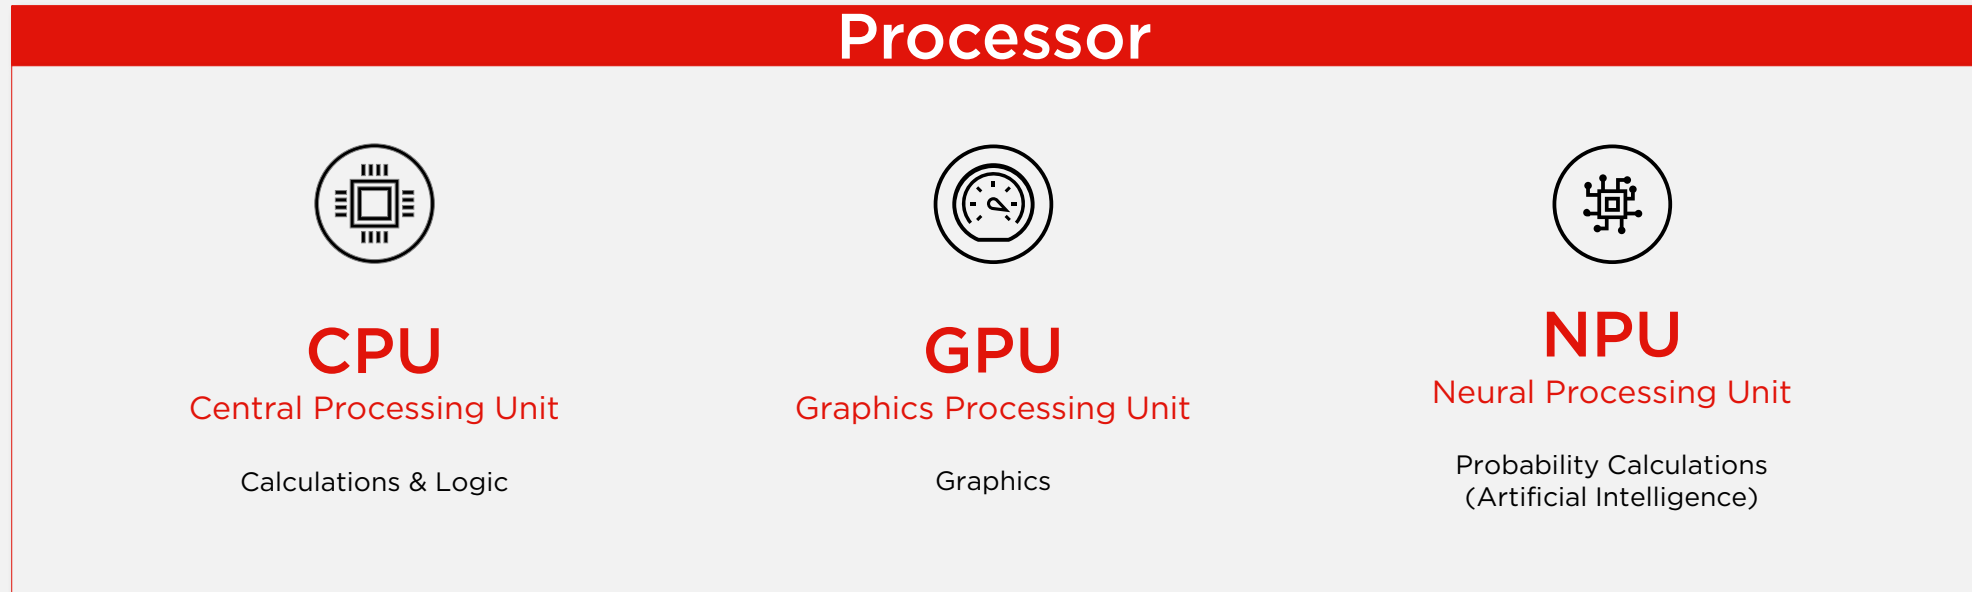 Processor
CPU
Central Processing Unit
Calculations & Logic
GPU
Graphics Processing Unit
Graphics
NPU
Neural Processing Unit
Probability Calculations
(Artificial Intelligence)